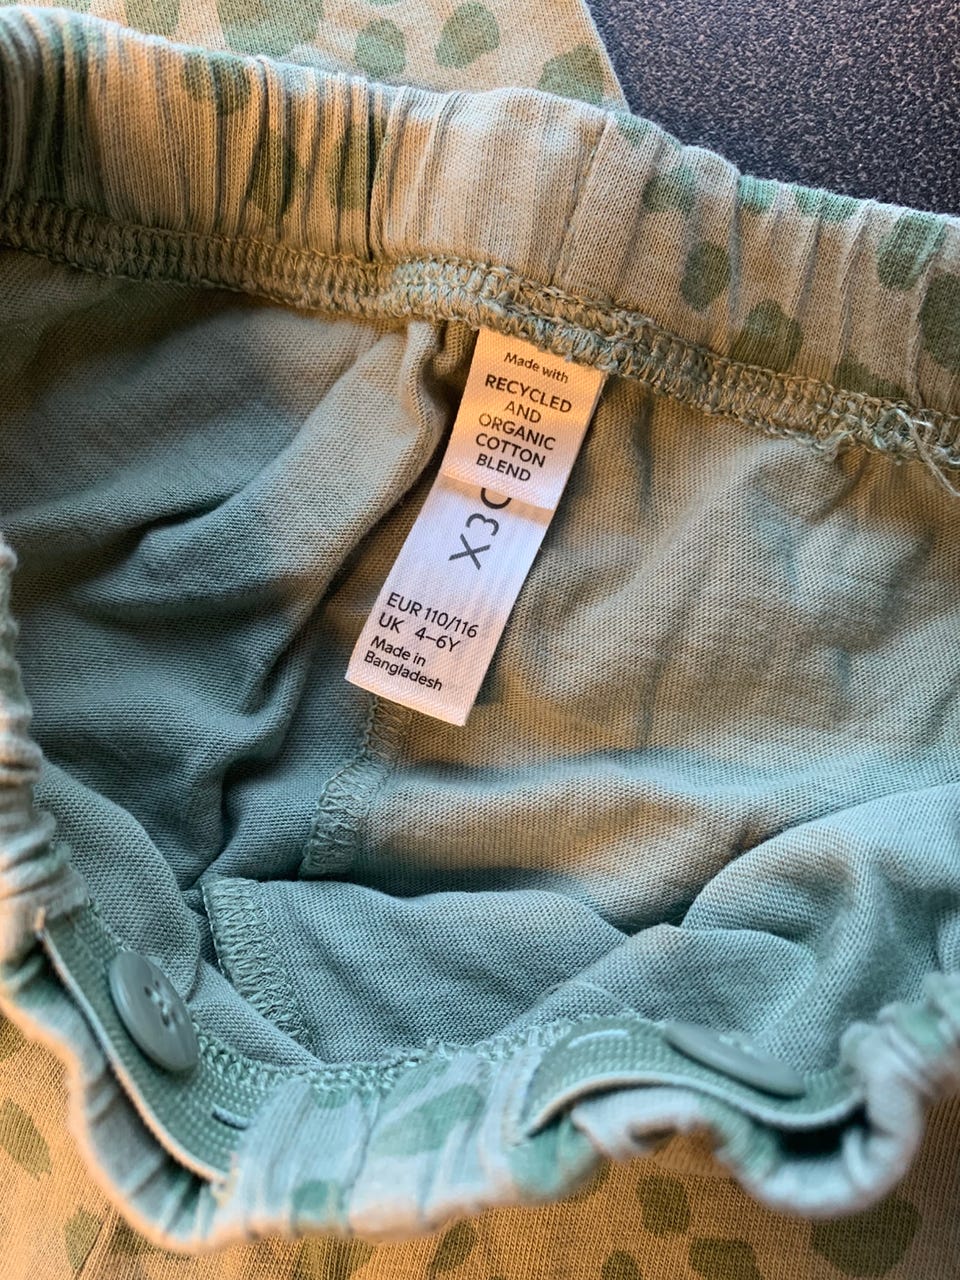 Made with
RECYCLED
AND
ORGANIC
COTTON
BLEND
EUR 110/116
UK 4–6Y
Made in
Bangladesh